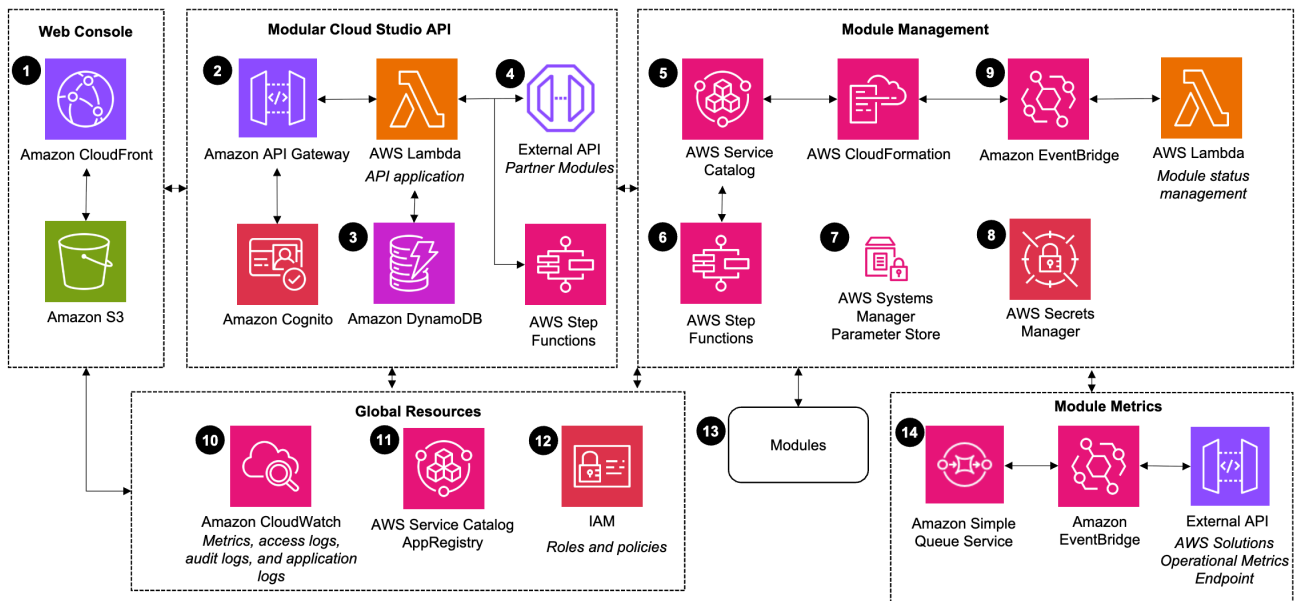 Web Console
1
Amazon CloudFront
Amazon S3
Modular Cloud Studio API
2
Amazon API Gateway
AWS Lambda
API application
4
External API
Partner Modules
Amazon Cognito
3
Amazon DynamoDB
AWS Step
Functions
Module Management
5
AWS Service
Catalog
AWS CloudFormation
9
Amazon EventBridge
AWS Lambda
Module status
management
6
AWS Step
Functions
7
AWS Systems
Manager
Parameter Store
8
AWS Secrets
Manager
Global Resources
10
Amazon CloudWatch
Metrics, access logs,
audit logs, and application
logs
11
AWS Service Catalog
AppRegistry
12
IAM
Roles and policies
13
Modules
Module Metrics
14
Amazon Simple
Queue Service
Amazon
EventBridge
External API
AWS Solutions
Operational Metrics
Endpoint